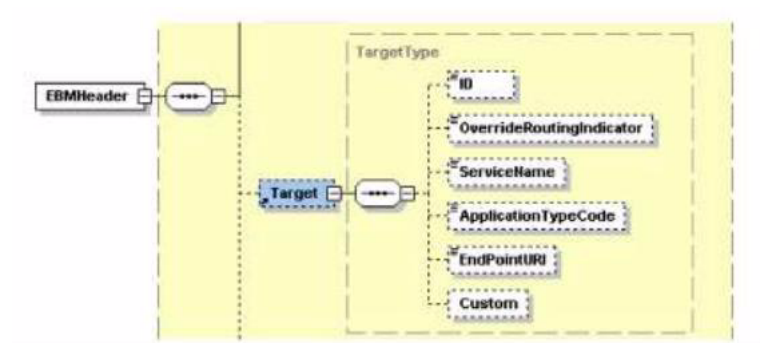 TargetType
EBMHeader
ID
OverrideRoutingIndicator
Target
ServiceName
ApplicationTypeCode
EndPointURI
Custom